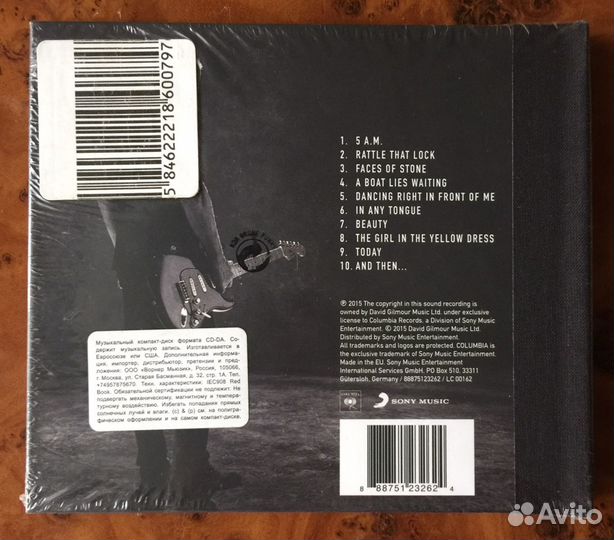 5846222218600797
1. 5 A.M.
2. RATTLE THAT LOCK
3. FACES OF STONE
4. A BOAT LIES WAITING
5. DANCING RIGHT IN FRONT OF ME
6. IN ANY TONGUE
7. BEAUTY
8. THE GIRL IN THE YELLOW DRESS
9. TODAY
10. AND THEN...
℗ 2015 The copyright in this sound recording is
owned by David Gilmour Music Ltd. under exclusive
license to Columbia Records, a Division of Sony Music
Entertainment. © 2015 David Gilmour Music Ltd.
Distributed by Sony Music Entertainment.
All trademarks and logos are protected. COLUMBIA is
the exclusive trademark of Sony Music Entertainment.
Made in the EU. Sony Music Entertainment
International Services GmbH. PO Box 510, 33311
Gütersloh, Germany / 88875123262 / LC 00162
SONY MUSIC
8 88751 23262 4
Музыкальный компакт-диск формата CD-DA. Со-
держит музыкальную запись. Изготавливается в
Евросоюзе или США. Дополнительная информа-
ция, импортер, дистрибьютор, претензии и пред-
ложения: ООО «Ворнер Мьюзик», Россия, 105066,
г. Москва, ул. Старая Басманная, д. 32, стр. 1А, Тел.
+74957879670. Техн. характеристики: IEC908 Red
Book. Обязательной сертификации не подлежит. Не
подвергать механическому, магнитному и темпера-
турному воздействию. Избегать попадания прямых
солнечных лучей и влаги. (c) & (p) см. на полигра-
фическом оформлении и на самом компакт-диске.
Avito